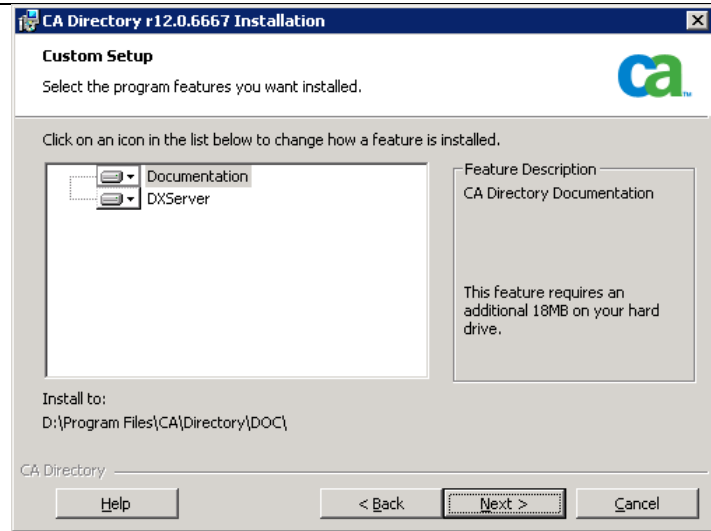 CA Directory r12.0.6667 Installation
Custom Setup
Select the program features you want installed.
ca
TM
Click on an icon in the list below to change how a feature is installed.
Documentation
DXServer
Feature Description
CA Directory Documentation
This feature requires an
additional 18MB on your hard
drive.
Install to:
D:\Program Files\CA\Directory\DOC\
CA Directory
Help
< Back
Next >
Cancel